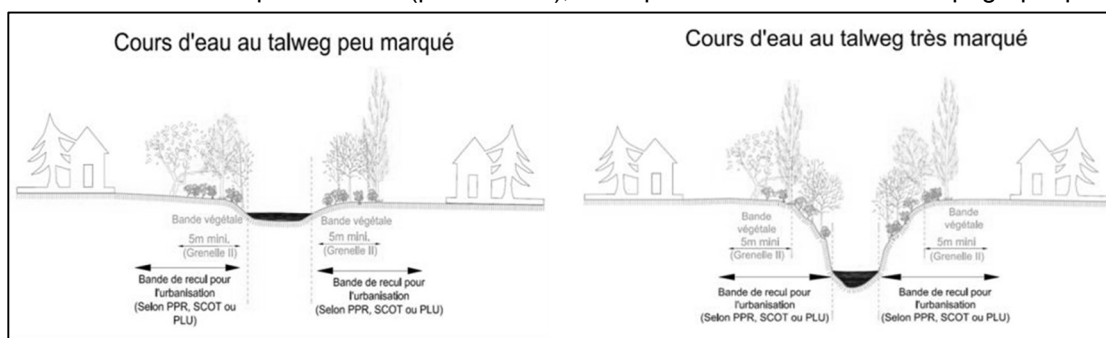 Cours d'eau au talweg peu marqué
Bande végétale
5m mini.
(Grenelle II)
Bande de recul pour
l'urbanisation
(Selon PPR, SCOT ou
PLU)
Bande végétale
5m mini.
(Grenelle II)
Bande de recul pour
l'urbanisation
(Selon PPR, SCOT ou PLU)
Cours d'eau au talweg très marqué
Bande
végétale
5m mini
(Grenelle II)
Bande de recul pour
l'urbanisation
(Selon PPR, SCOT ou PLU)
Bande
végétale
5m mini
(Grenelle II)
Bande de recul pour
l'urbanisation
(Selon PPR, SCOT ou PLU)